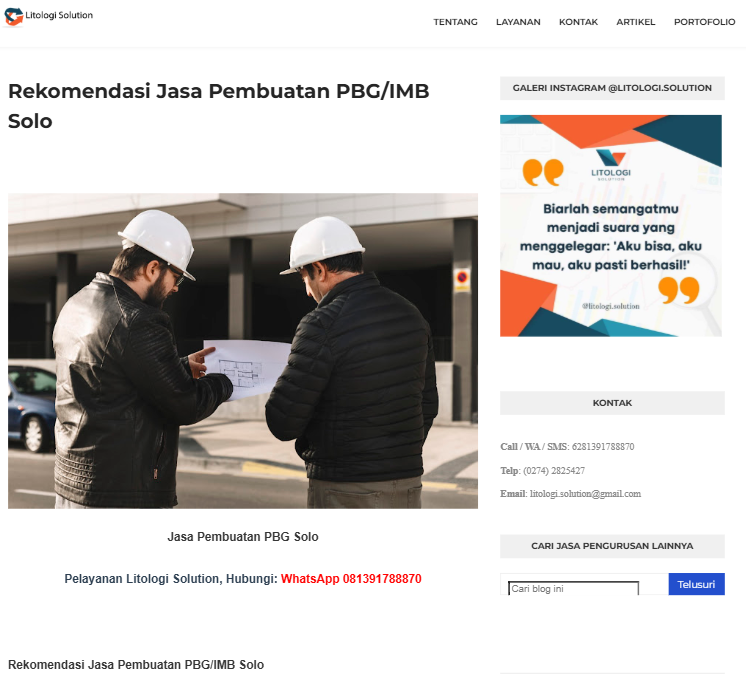 Litologi Solution
TENTANG LAYANAN KONTAK ARTIKEL PORTOFOLIO
Rekomendasi Jasa Pembuatan PBG/IMB
Solo
Jasa Pembuatan PBG Solo
Pelayanan Litologi Solution, Hubungi: WhatsApp 081391788870
Rekomendasi Jasa Pembuatan PBG/IMB Solo
GALERI INSTAGRAM @LITOLOGI.SOLUTION
LITOLOGI
SOLUTION
Biarlah semangatmu
menjadi suara yang
menggelegar: 'Aku bisa, aku
mau, aku pasti berhasil!'
@litologi.solution
KONTAK
Call / WA / SMS: 6281391788870
Telp: (0274) 2825427
Email: litologi.solution@gmail.com
CARI JASA PENGURUSAN LAINNYA
Cari blog ini
Telusuri